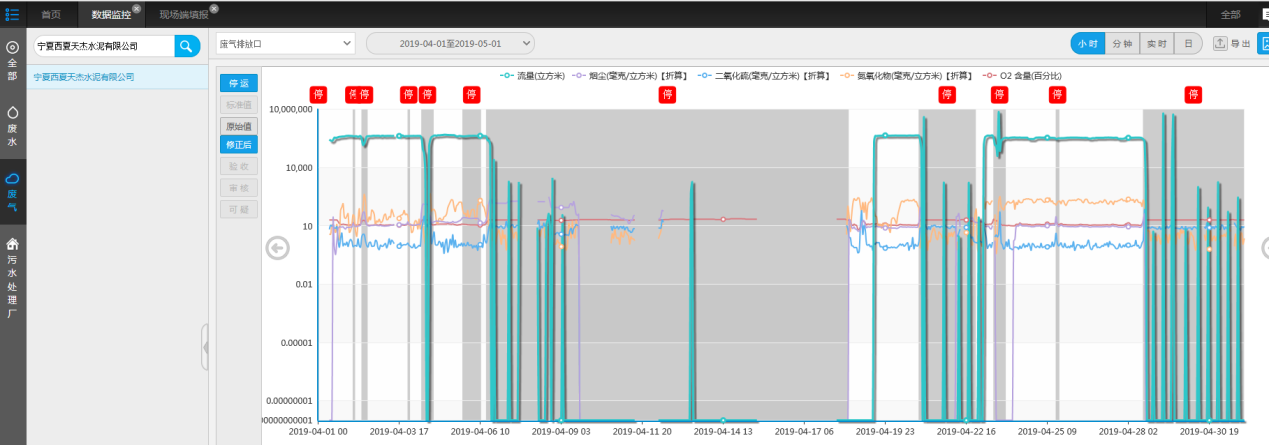 首页 数据监控 现场端填报 全部
全部
废水
废气
污水处理厂
宁夏西夏天杰水泥有限公司
宁夏西夏天杰水泥有限公司
废气排放口 2019-04-01至2019-05-01 小时 分钟 实时 日 导出
停运
标准值
原始值
修正后
验收
审核
可疑
流量(立方米) 烟尘(毫克/立方米)【折算】 二氧化硫(毫克/立方米)【折算】 氮氧化物(毫克/立方米)【折算】 O2 含量(百分比)
停 停 停 停 停 停 停 停 停 停 停
10,000,000
10,000
10
0.01
0.00001
0.00000001
00000000001
2019-04-01 00 2019-04-03 17 2019-04-06 10 2019-04-09 03 2019-04-11 20 2019-04-14 13 2019-04-17 06 2019-04-19 23 2019-04-22 16 2019-04-25 09 2019-04-28 02 2019-04-30 19